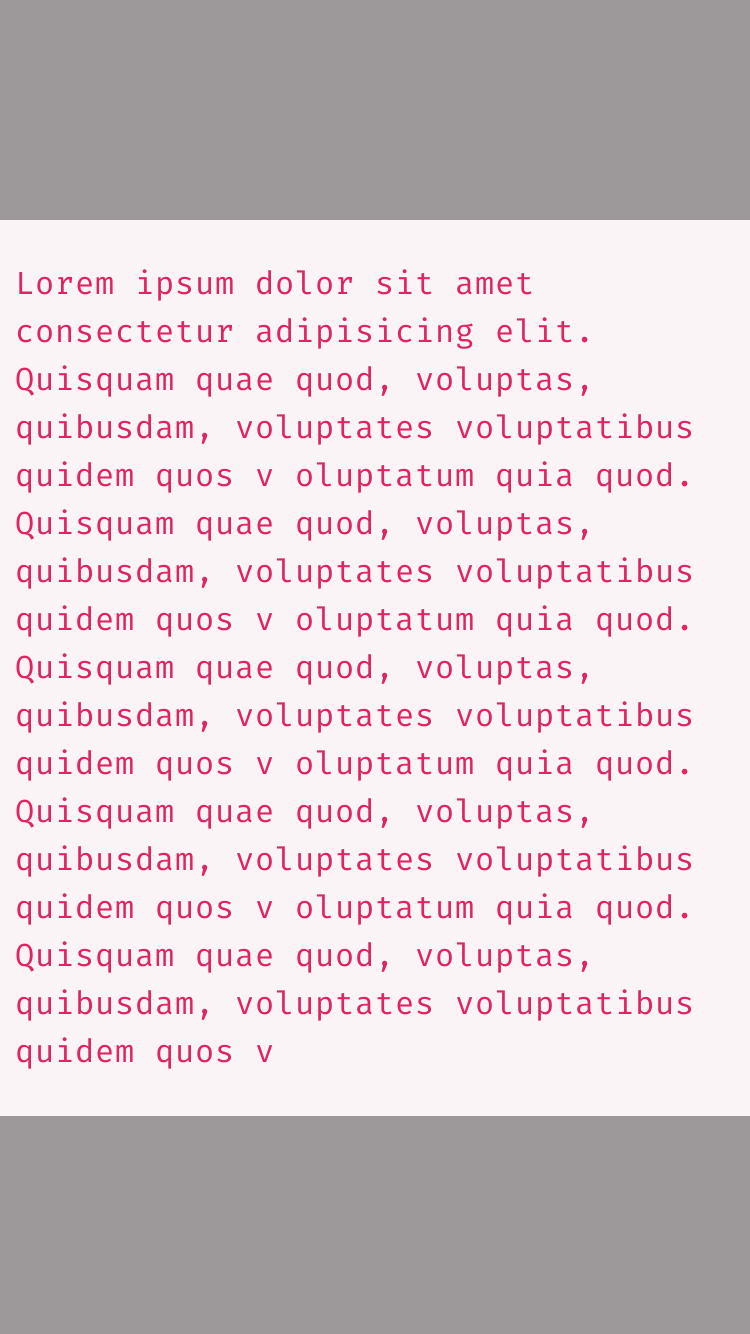 Lorem ipsum dolor sit amet
consectetur adipisicing elit.
Quisquam quae quod, voluptas,
quibusdam, voluptates voluptatibus
quidem quos v oluptatum quia quod.
Quisquam quae quod, voluptas,
quibusdam, voluptates voluptatibus
quidem quos v oluptatum quia quod.
Quisquam quae quod, voluptas,
quibusdam, voluptates voluptatibus
quidem quos v oluptatum quia quod.
Quisquam quae quod, voluptas,
quibusdam, voluptates voluptatibus
quidem quos v oluptatum quia quod.
Quisquam quae quod, voluptas,
quibusdam, voluptates voluptatibus
quidem quos v